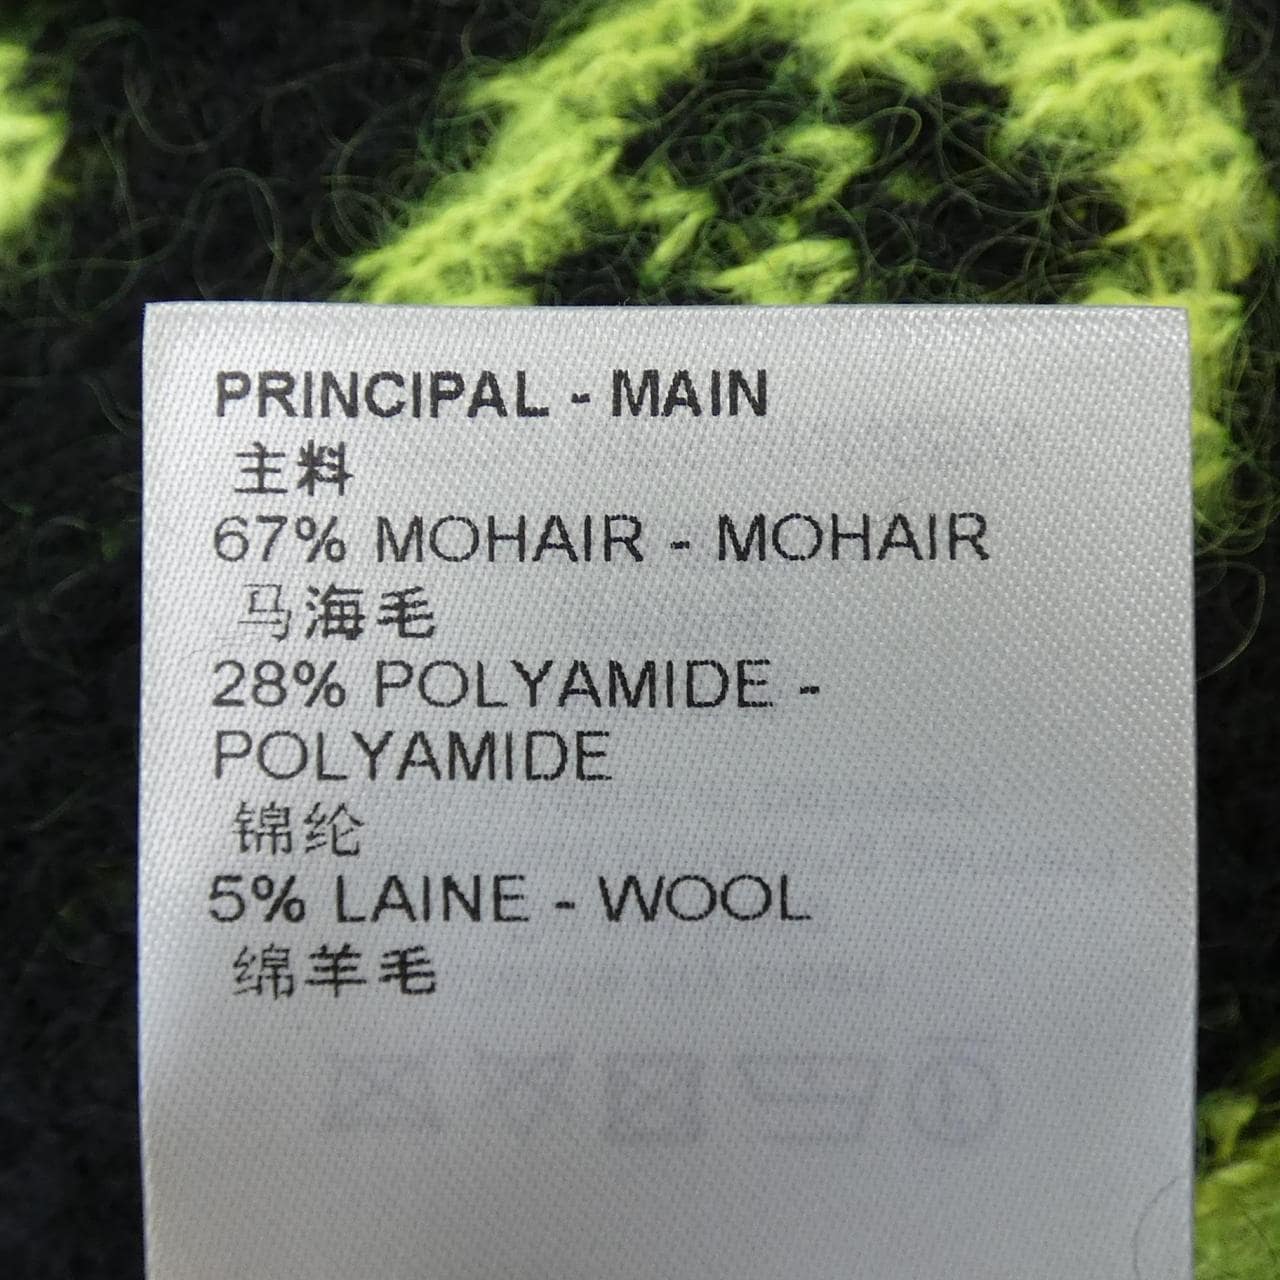 PRINCIPAL - MAIN
主料
67% MOHAIR - MOHAIR
马海毛
28% POLYAMIDE -
POLYAMIDE
锦纶
5% LAINE - WOOL
绵羊毛